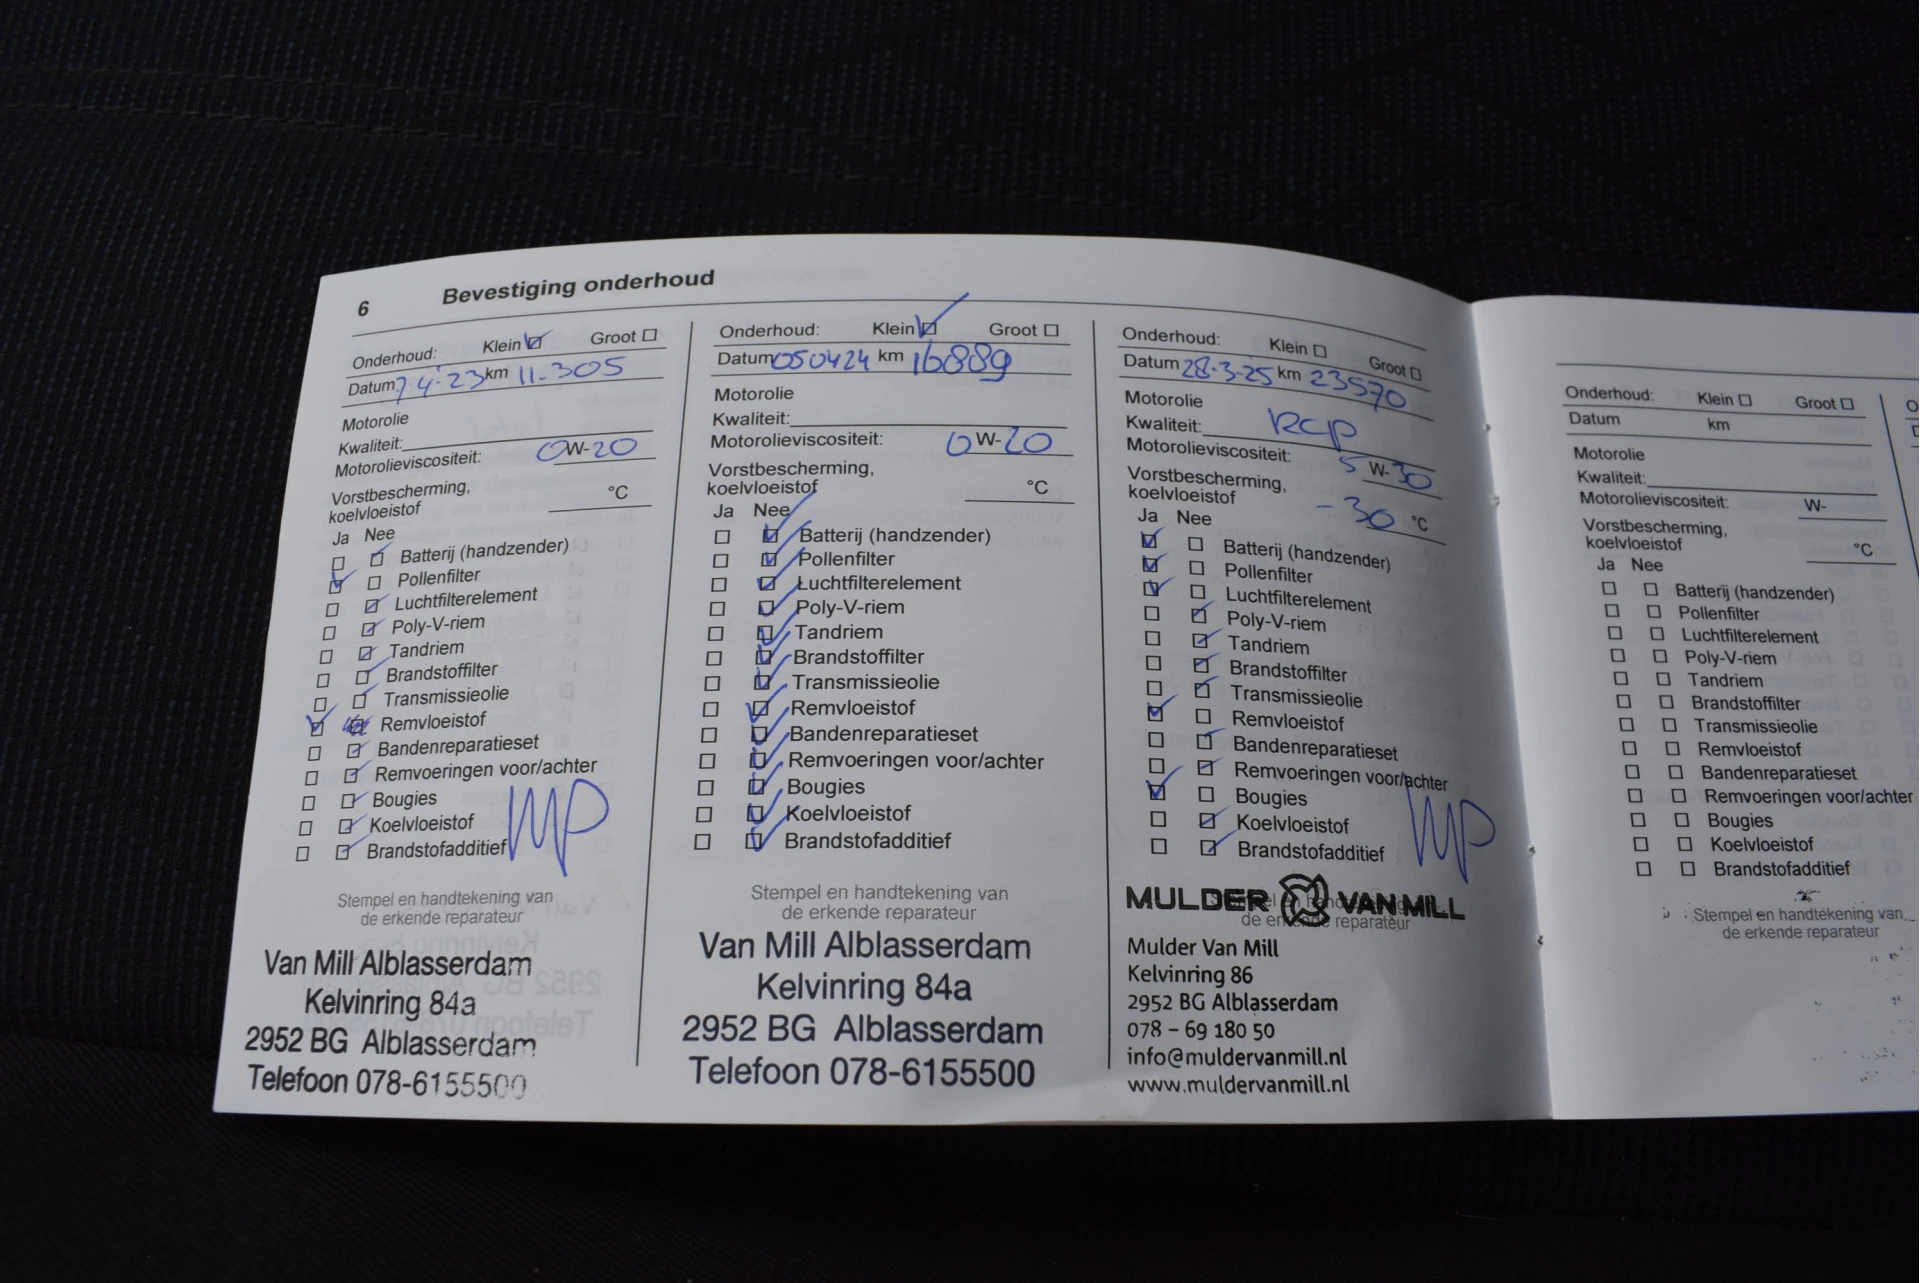 6 Bevestiging onderhoud
Onderhoud: Klein Groot
Datum 7-4-23 km 11.305
Motorolie
Kwaliteit:
Motorolieviscositeit: 0W-20
Vorstbescherming,
koelvloeistof °C
Ja Nee
Batterij (handzender)
Pollenfilter
Luchtfilterelement
Poly-V-riem
Tandriem
Brandstoffilter
Transmissieolie
Remvloeistof
Bandenreparatieset
Remvoeringen voor/achter
Bougies
Koelvloeistof
Brandstofadditief
Stempel en handtekening van
de erkende reparateur
Van Mill Alblasserdam
Kelvinring 84a
2952 BG Alblasserdam
Telefoon 078-6155500
Onderhoud: Klein Groot
Datum 050424 km 16889
Motorolie
Kwaliteit:
Motorolieviscositeit: 0W-20
Vorstbescherming,
koelvloeistof °C
Ja Nee
Batterij (handzender)
Pollenfilter
Luchtfilterelement
Poly-V-riem
Tandriem
Brandstoffilter
Transmissieolie
Remvloeistof
Bandenreparatieset
Remvoeringen voor/achter
Bougies
Koelvloeistof
Brandstofadditief
Stempel en handtekening van
de erkende reparateur
Van Mill Alblasserdam
Kelvinring 84a
2952 BG Alblasserdam
Telefoon 078-6155500
Onderhoud: Klein Groot
Datum 28-3-25 km 23570
Motorolie
Kwaliteit: RCP
Motorolieviscositeit: 5W-30
Vorstbescherming,
koelvloeistof -30 °C
Ja Nee
Batterij (handzender)
Pollenfilter
Luchtfilterelement
Poly-V-riem
Tandriem
Brandstoffilter
Transmissieolie
Remvloeistof
Bandenreparatieset
Remvoeringen voor/achter
Bougies
Koelvloeistof
Brandstofadditief
Stempel en handtekening
de erkende reparateur
MULDER VAN MILL
Mulder Van Mill
Kelvinring 86
2952 BG Alblasserdam
078 - 69 180 50
info@muldervanmill.nl
www.muldervanmill.nl
Onderhoud: Klein Groot
Datum km
Motorolie
Kwaliteit:
Motorolieviscositeit: W-
Vorstbescherming,
koelvloeistof °C
Ja Nee
Batterij (handzender)
Pollenfilter
Luchtfilterelement
Poly-V-riem
Tandriem
Brandstoffilter
Transmissieolie
Remvloeistof
Bandenreparatieset
Remvoeringen voor/achter
Bougies
Koelvloeistof
Brandstofadditief
Stempel en handtekening van
de erkende reparateur